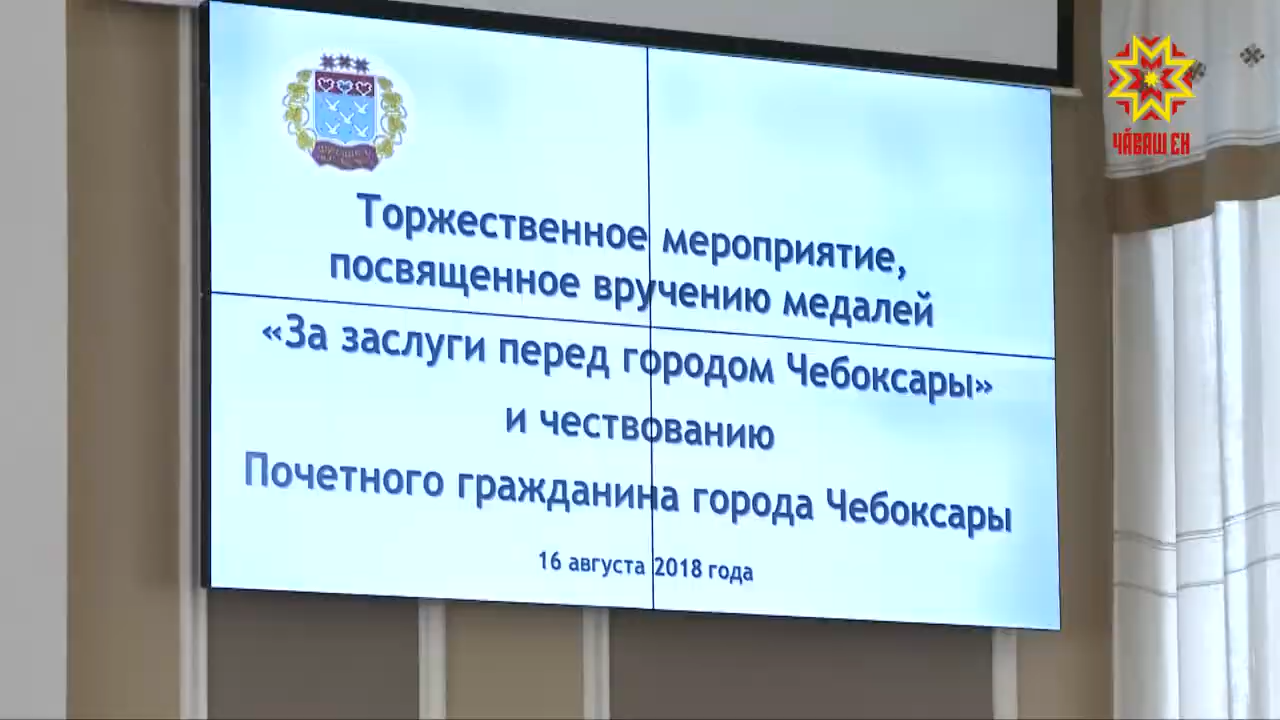 ЧӐВАШ ЕН
Торжественное мероприятие,
посвященное вручению медалей
«За заслуги перед городом Чебоксары»
и чествованию
Почетного гражданина города Чебоксары
16 августа 2018 года